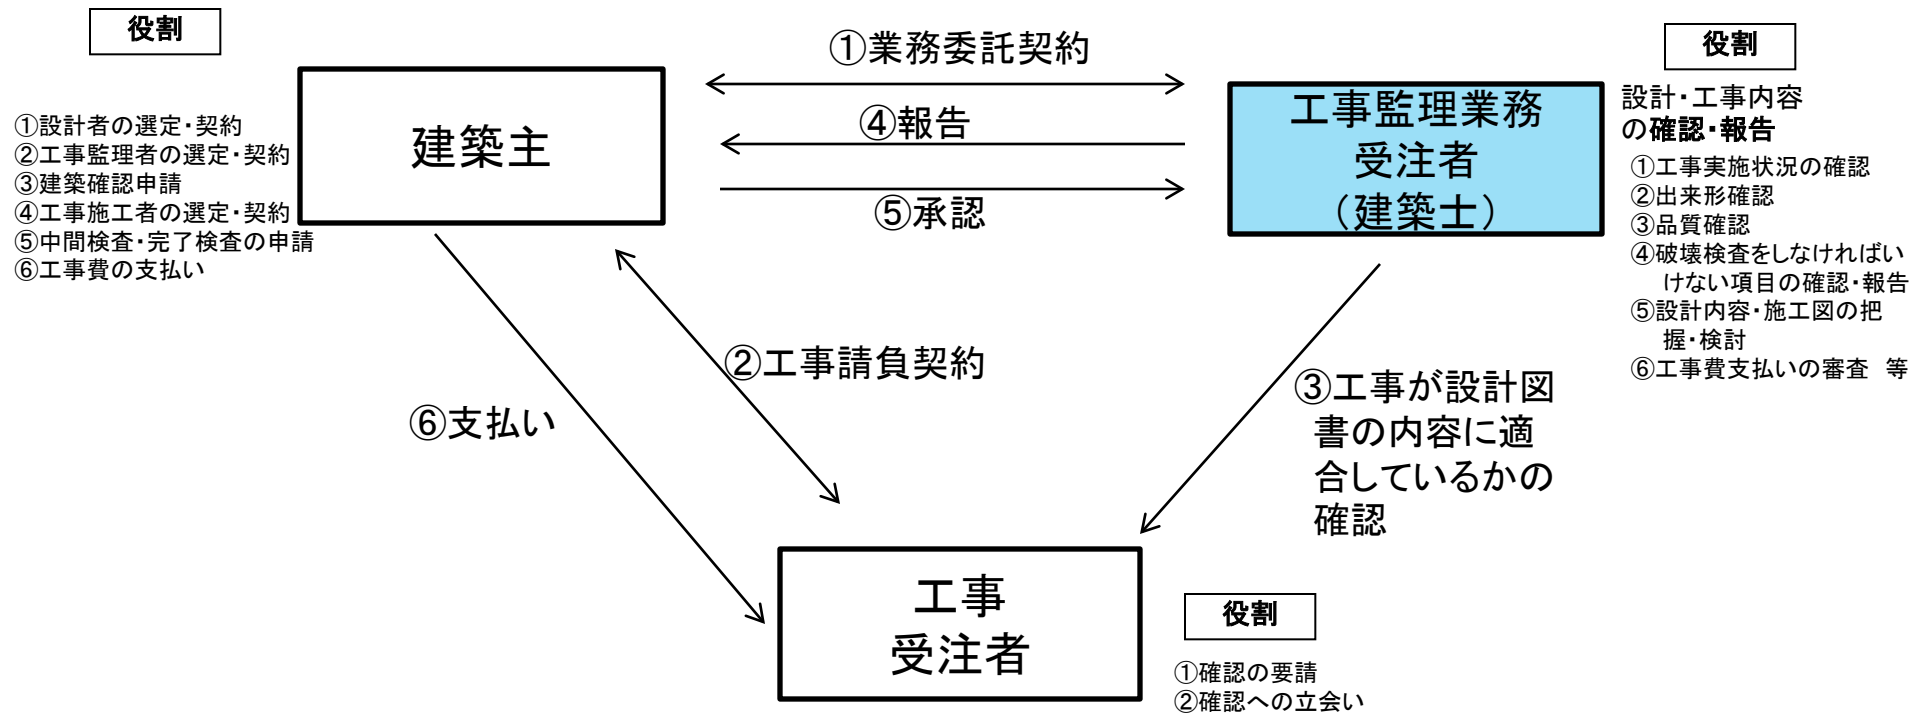 役割
①設計者の選定・契約
②工事監理者の選定・契約
③建築確認申請
④工事施工者の選定・契約
⑤中間検査・完了検査の申請
⑥工事費の支払い
建築主
①業務委託契約
④報告
⑤承認
工事監理業務
受注者
（建築士）
役割
設計・工事内容
の確認・報告
①工事実施状況の確認
②出来形確認
③品質確認
④破壊検査をしなければい
けない項目の確認・報告
⑤設計内容・施工図の把
握・検討
⑥工事費支払いの審査　等
②工事請負契約
⑥支払い
③工事が設計図
書の内容に適
合しているかの
確認
工事
受注者
役割
①確認の要請
②確認への立会い